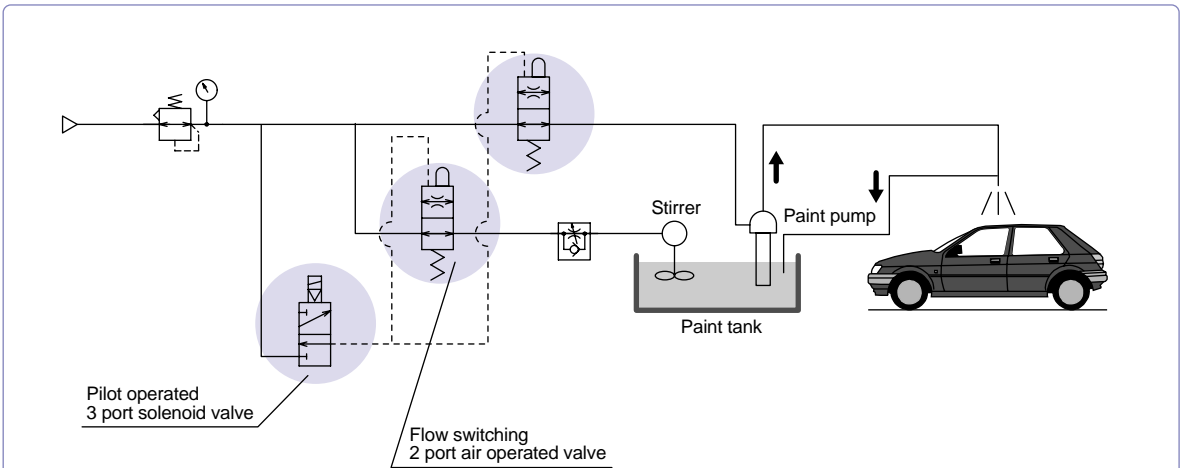 Stirrer
Paint pump
Paint tank
Pilot operated
3 port solenoid valve
Flow switching
2 port air operated valve